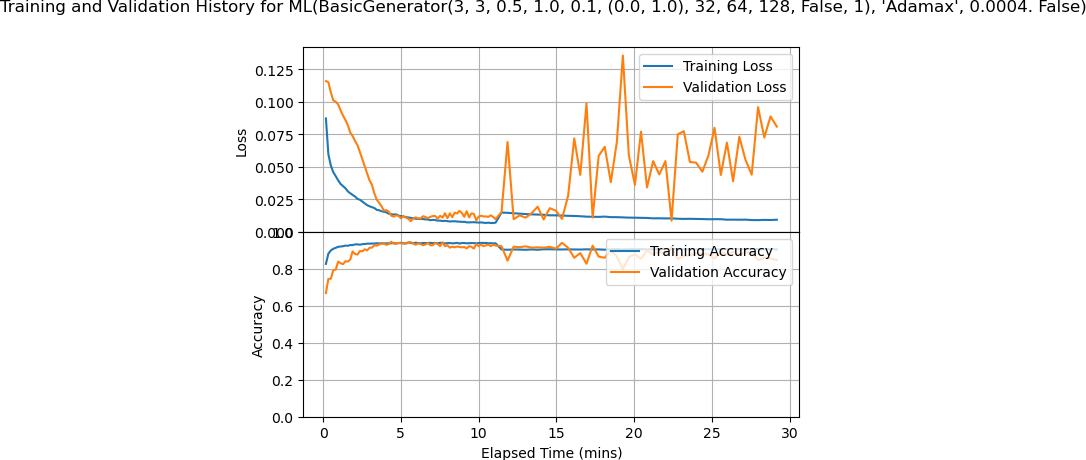 Training and Validation History for ML(BasicGenerator(3, 3, 0.5, 1.0, 0.1, (0.0, 1.0), 32, 64, 128, False, 1), 'Adamax', 0.0004. False)
0.125
0.100
0.075
0.050
0.025
0.000
Loss
Training Loss
Validation Loss
1.0
0.8
0.6
0.4
0.2
0.0
Accuracy
Training Accuracy
Validation Accuracy
0 5 10 15 20 25 30
Elapsed Time (mins)